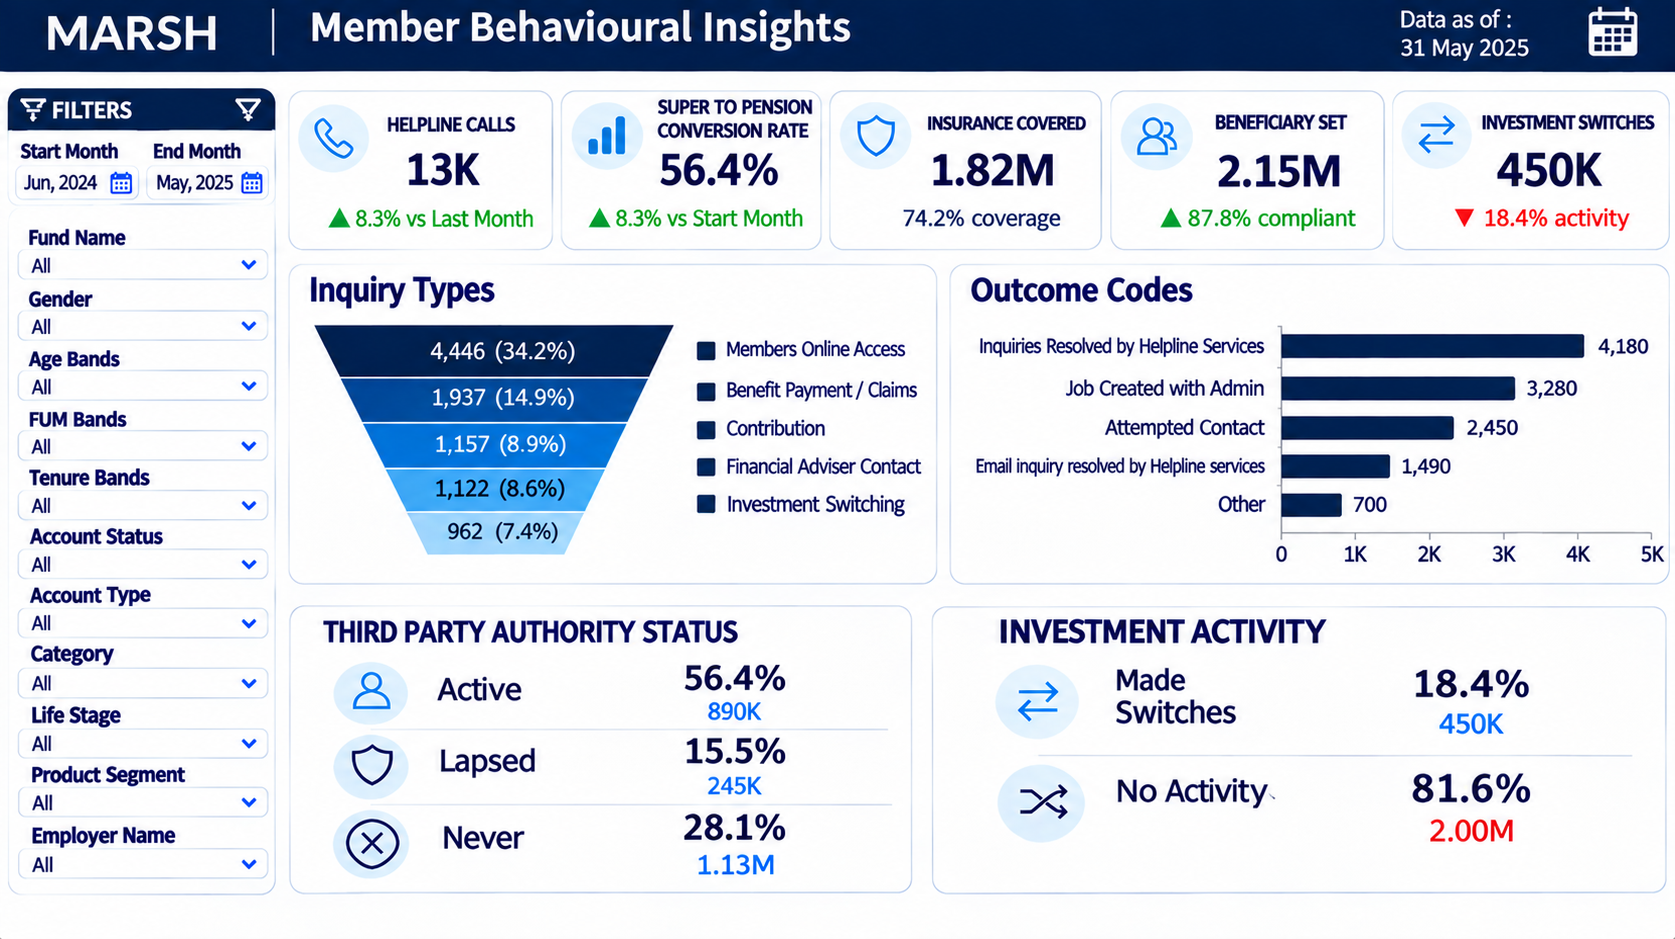 MARSH
Member Behavioural Insights
Data as of :
31 May 2025
FILTERS
Start Month
End Month
Jun, 2024
May, 2025
Fund Name
All
Gender
All
Age Bands
All
FUM Bands
All
Tenure Bands
All
Account Status
All
Account Type
All
Category
All
Life Stage
All
Product Segment
All
Employer Name
All
HELPLINE CALLS
13K
▲ 8.3% vs Last Month
SUPER TO PENSION
CONVERSION RATE
56.4%
▲ 8.3% vs Start Month
INSURANCE COVERED
1.82M
74.2% coverage
BENEFICIARY SET
2.15M
▲ 87.8% compliant
INVESTMENT SWITCHES
450K
▼ 18.4% activity
Inquiry Types
4,446 (34.2%)
1,937 (14.9%)
1,157 (8.9%)
1,122 (8.6%)
962 (7.4%)
Members Online Access
Benefit Payment / Claims
Contribution
Financial Adviser Contact
Investment Switching
Outcome Codes
Inquiries Resolved by Helpline Services 4,180
Job Created with Admin 3,280
Attempted Contact 2,450
Email inquiry resolved by Helpline services 1,490
Other 700
0 1K 2K 3K 4K 5K
THIRD PARTY AUTHORITY STATUS
Active
56.4%
890K
Lapsed
15.5%
245K
Never
28.1%
1.13M
INVESTMENT ACTIVITY
Made
Switches
18.4%
450K
No Activity
81.6%
2.00M